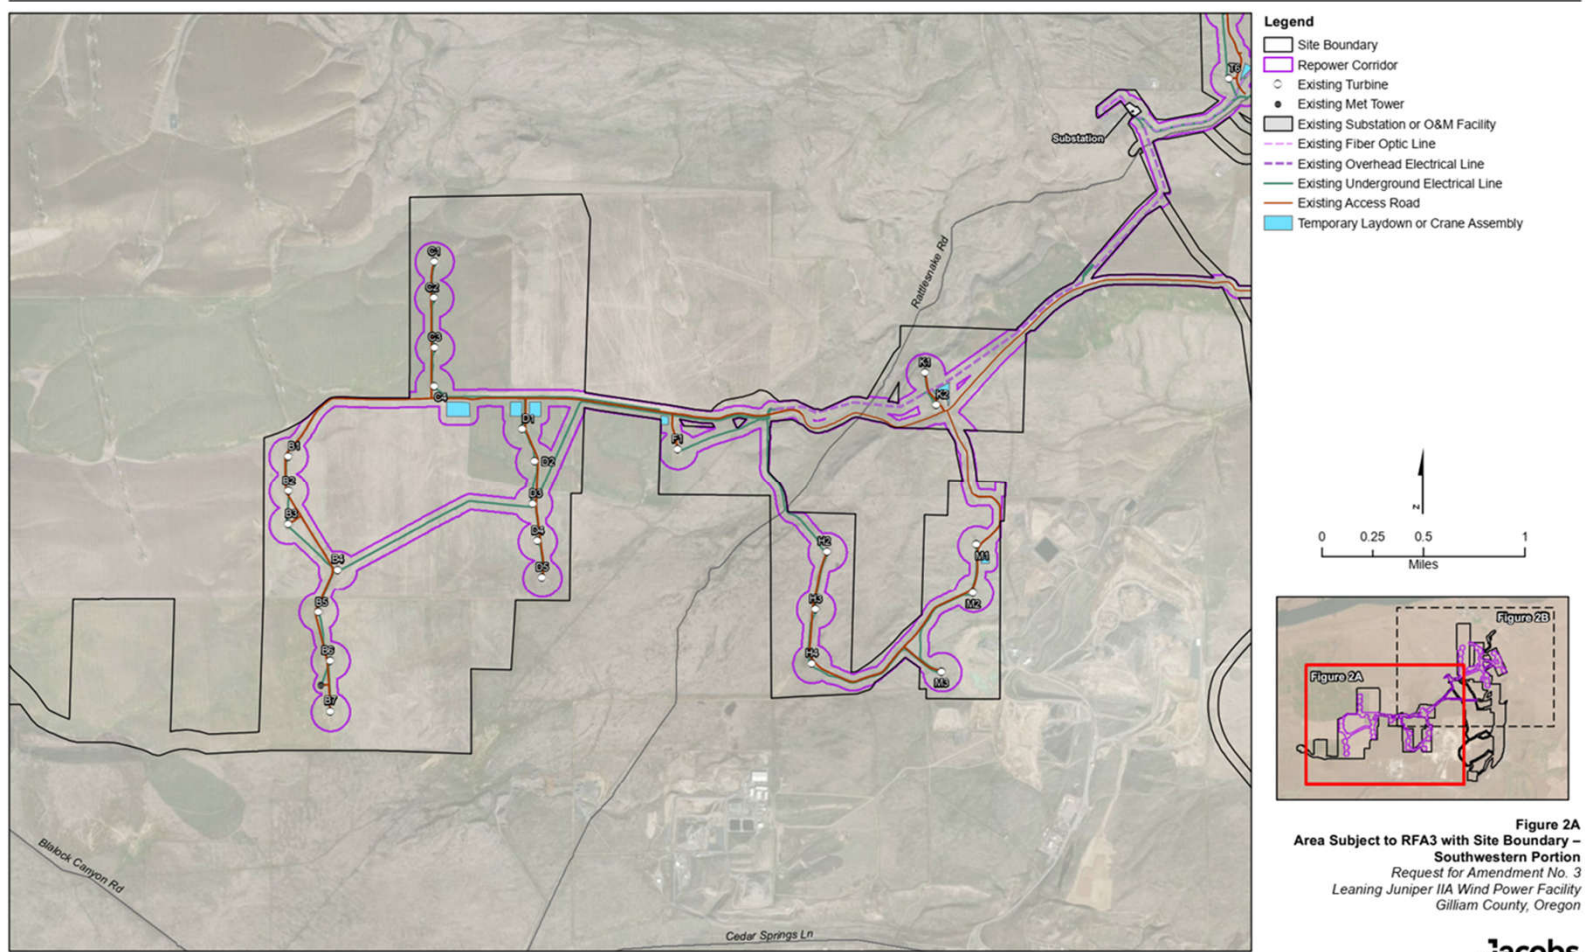 Legend
Site Boundary
Repower Corridor
Existing Turbine
Existing Met Tower
Existing Substation or O&M Facility
Existing Fiber Optic Line
Existing Overhead Electrical Line
Existing Underground Electrical Line
Existing Access Road
Temporary Laydown or Crane Assembly
T6
Substation
Rattlesnake Rd
C1
C2
C3
C4
K1
K2
D1
D2
D3
D4
D5
F1
B1
B2
B3
B4
B5
B6
B7
H2
H3
H4
M1
M2
M3
Blalock Canyon Rd
Cedar Springs Ln
N
0 0.25 0.5 1
Miles
Figure 2B
Figure 2A
Figure 2A
Area Subject to RFA3 with Site Boundary –
Southwestern Portion
Request for Amendment No. 3
Leaning Juniper IIA Wind Power Facility
Gilliam County, Oregon
Jacobs